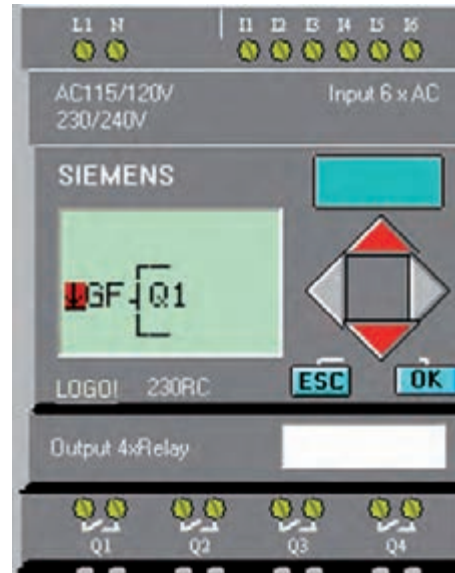 L1 N I1 I2 I3 I4 I5 I6
AC115/120V Input 6 x AC
230/240V
SIEMENS
↓GF Q1
ESC OK
LOGO! 230RC
Output 4xRelay
Q1 Q2 Q3 Q4